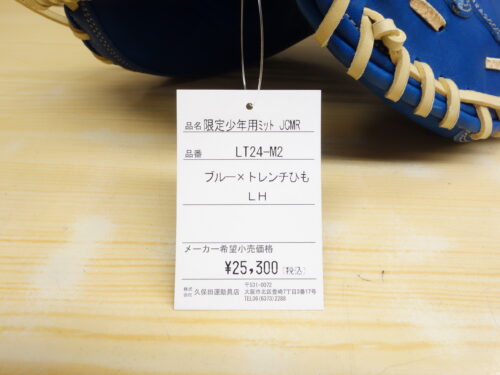 品名 限定少年用ミット JCMR
品番 LT24-M2
ブルー×トレンチひも
LH
メーカー希望小売価格
¥25,300 [税込]
株式会社 久保田運動具店
〒531-0072
大阪市北区豊崎7丁目3番17号
TEL06(6373)2288